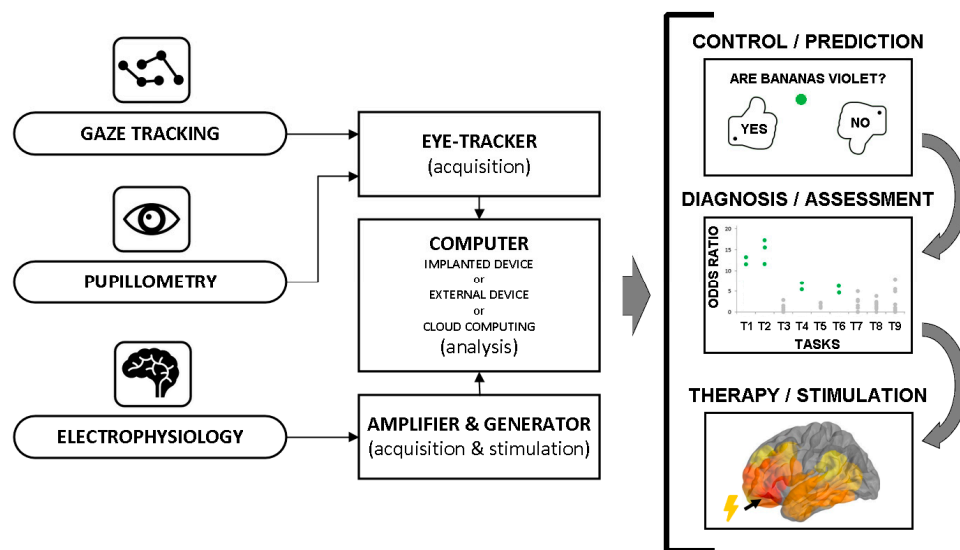 GAZE TRACKING
PUPILLOMETRY
ELECTROPHYSIOLOGY
EYE-TRACKER
(acquisition)
COMPUTER
IMPLANTED DEVICE
or
EXTERNAL DEVICE
or
CLOUD COMPUTING
(analysis)
AMPLIFIER & GENERATOR
(acquisition & stimulation)
CONTROL / PREDICTION
ARE BANANAS VIOLET?
YES
NO
DIAGNOSIS / ASSESSMENT
ODDS RATIO
20
15
10
5
0
T1 T2 T3 T4 T5 T6 T7 T8 T9
TASKS
THERAPY / STIMULATION